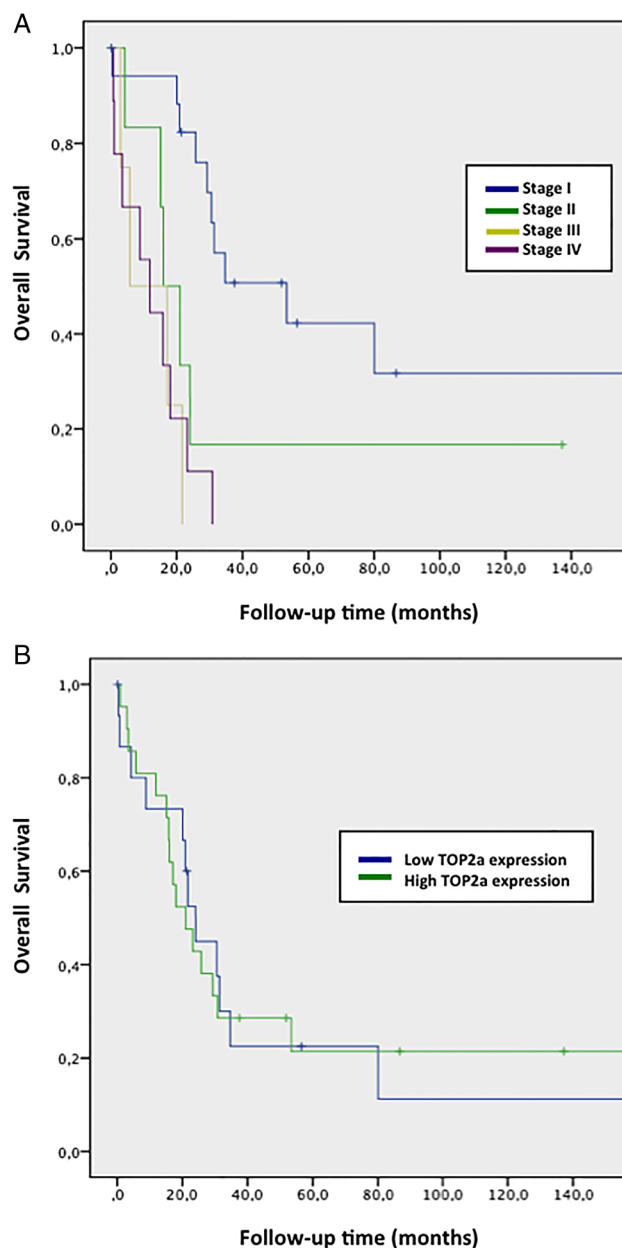 A
Overall Survival
1,0
0,8
0,6
0,4
0,2
0,0
Stage I
Stage II
Stage III
Stage IV
,0 20,0 40,0 60,0 80,0 100,0 120,0 140,0
Follow-up time (months)
B
Overall Survival
1,0
0,8
0,6
0,4
0,2
0,0
Low TOP2a expression
High TOP2a expression
,0 20,0 40,0 60,0 80,0 100,0 120,0 140,0
Follow-up time (months)